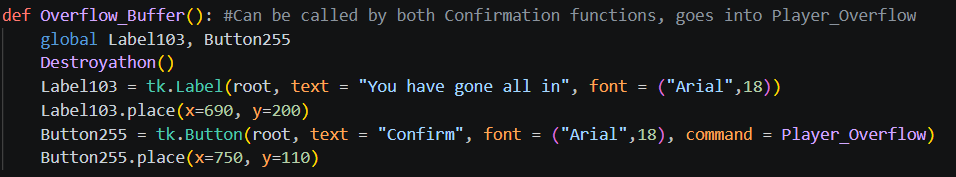 def Overflow_Buffer(): #Can be called by both Confirmation functions, goes into Player_Overflow
    global Label103, Button255
    Destroyathon()
    Label103 = tk.Label(root, text = "You have gone all in", font = ("Arial",18))
    Label103.place(x=690, y=200)
    Button255 = tk.Button(root, text = "Confirm", font = ("Arial",18), command = Player_Overflow)
    Button255.place(x=750, y=110)